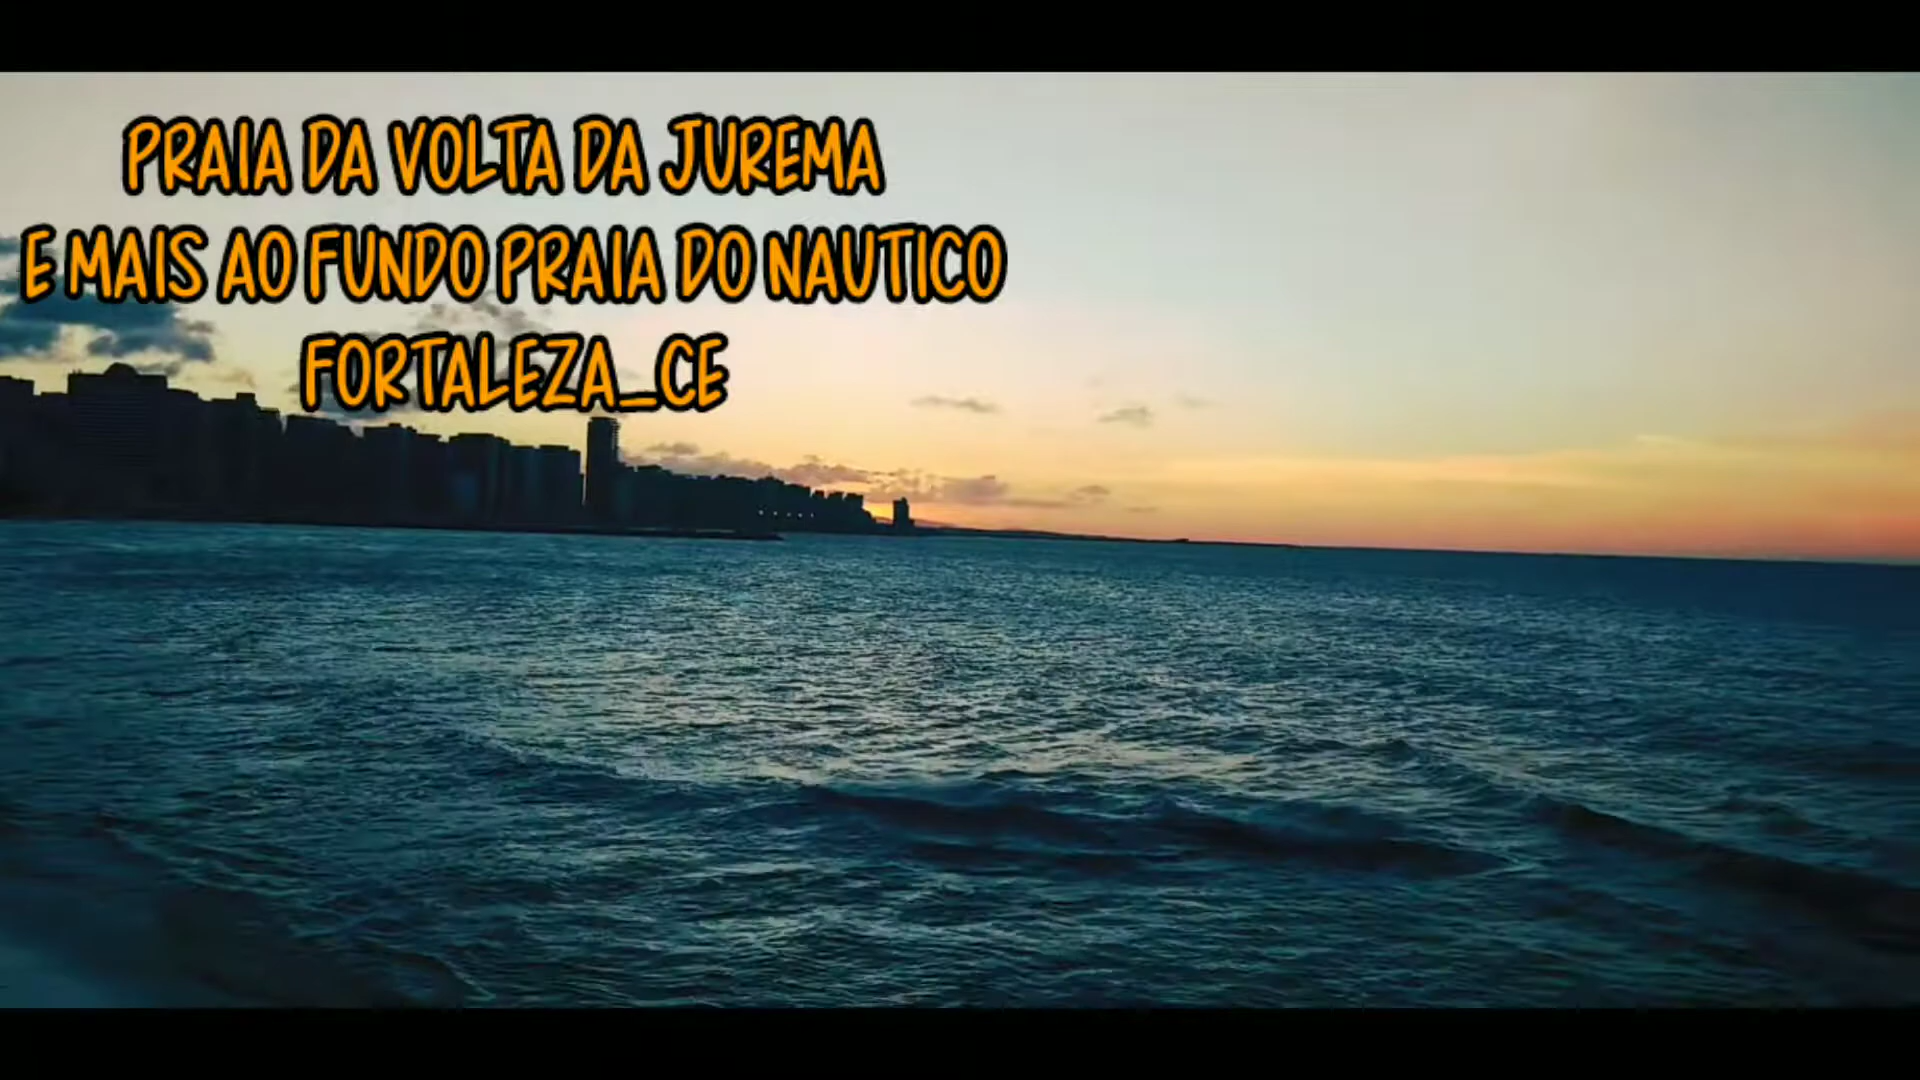 PRAIA DA VOLTA DA JUREMA
E MAIS AO FUNDO PRAIA DO NAUTICO
FORTALEZA_CE